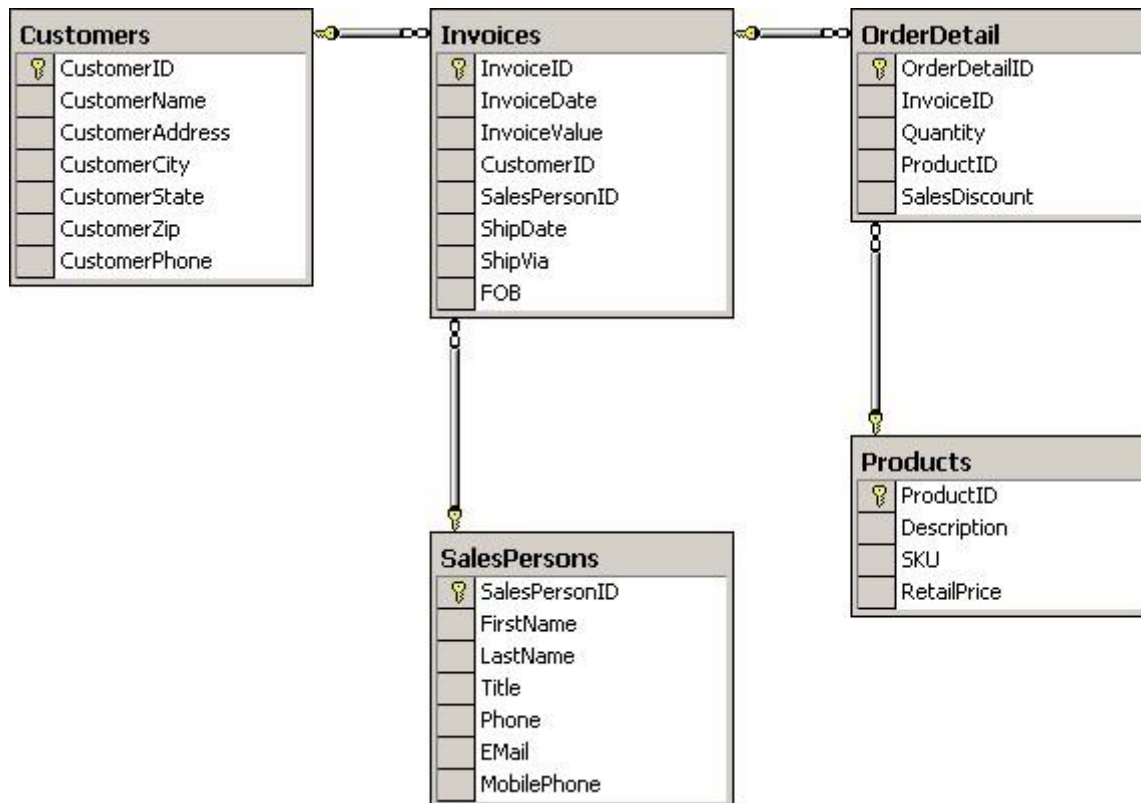 Customers
CustomerID
CustomerName
CustomerAddress
CustomerCity
CustomerState
CustomerZip
CustomerPhone
Invoices
InvoiceID
InvoiceDate
InvoiceValue
CustomerID
SalesPersonID
ShipDate
ShipVia
FOB
OrderDetail
OrderDetailID
InvoiceID
Quantity
ProductID
SalesDiscount
Products
ProductID
Description
SKU
RetailPrice
SalesPersons
SalesPersonID
FirstName
LastName
Title
Phone
EMail
MobilePhone